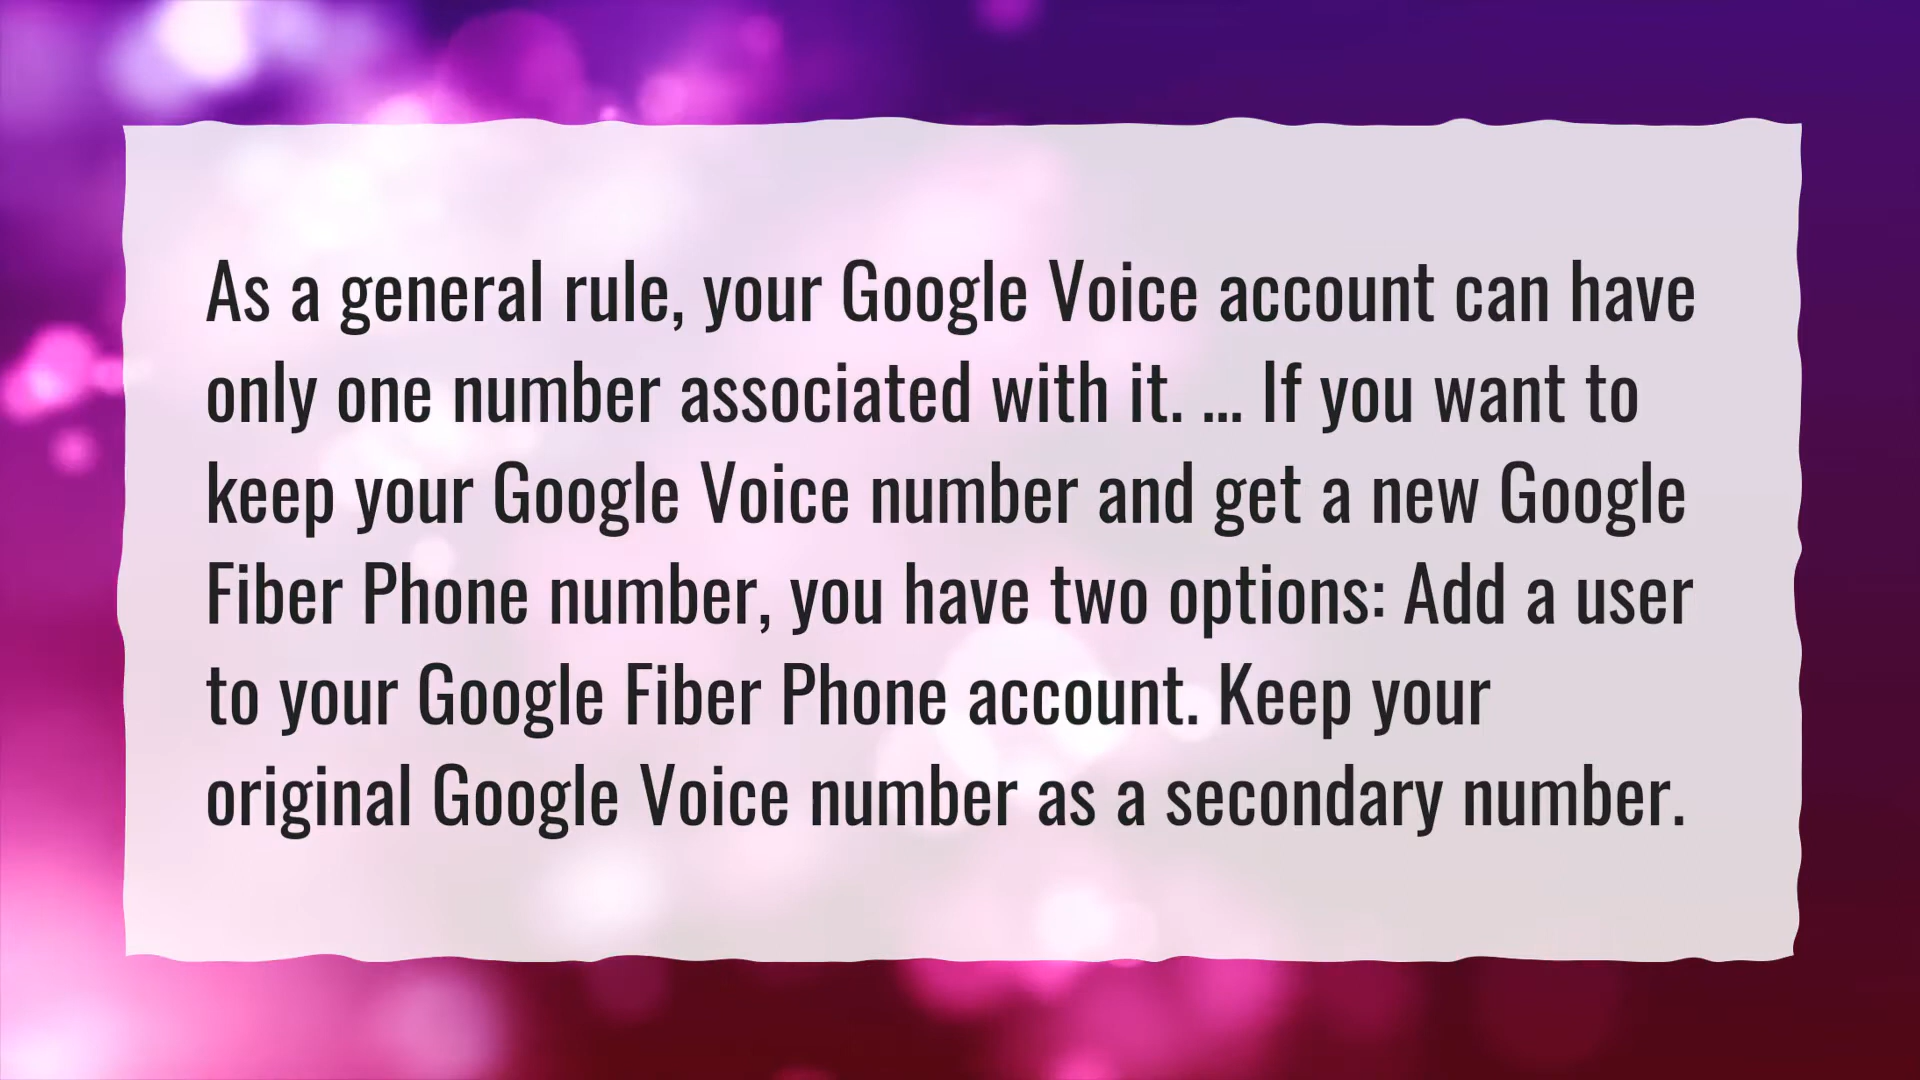 As a general rule, your Google Voice account can have
only one number associated with it. ... If you want to
keep your Google Voice number and get a new Google
Fiber Phone number, you have two options: Add a user
to your Google Fiber Phone account. Keep your
original Google Voice number as a secondary number.